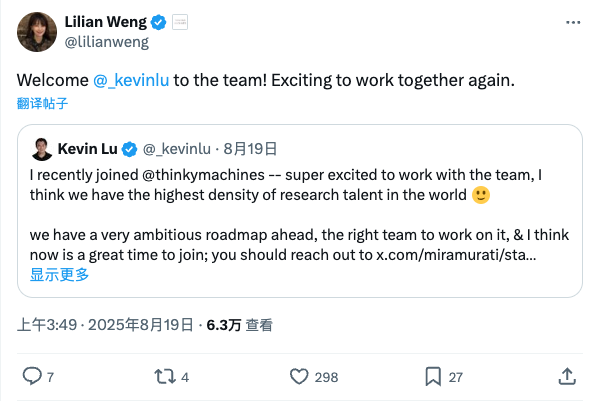 Lilian Weng
@lilianweng
Welcome @_kevinlu to the team! Exciting to work together again.
翻译帖子
Kevin Lu @_kevinlu · 8月19日
I recently joined @thinkymachines -- super excited to work with the team, I
think we have the highest density of research talent in the world 🙂
we have a very ambitious roadmap ahead, the right team to work on it, & I think
now is a great time to join; you should reach out to x.com/miramurati/sta…
显示更多
上午3:49 · 2025年8月19日 · 6.3万 查看
7 4 298 27